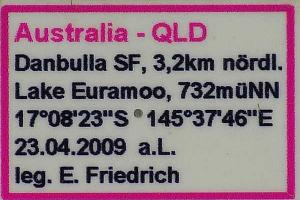 Australia - QLD
Danbulla SF, 3,2km nördl.
Lake Euramoo, 732müNN
17°08'23"S 145°37'46"E
23.04.2009 a.L.
leg. E. Friedrich